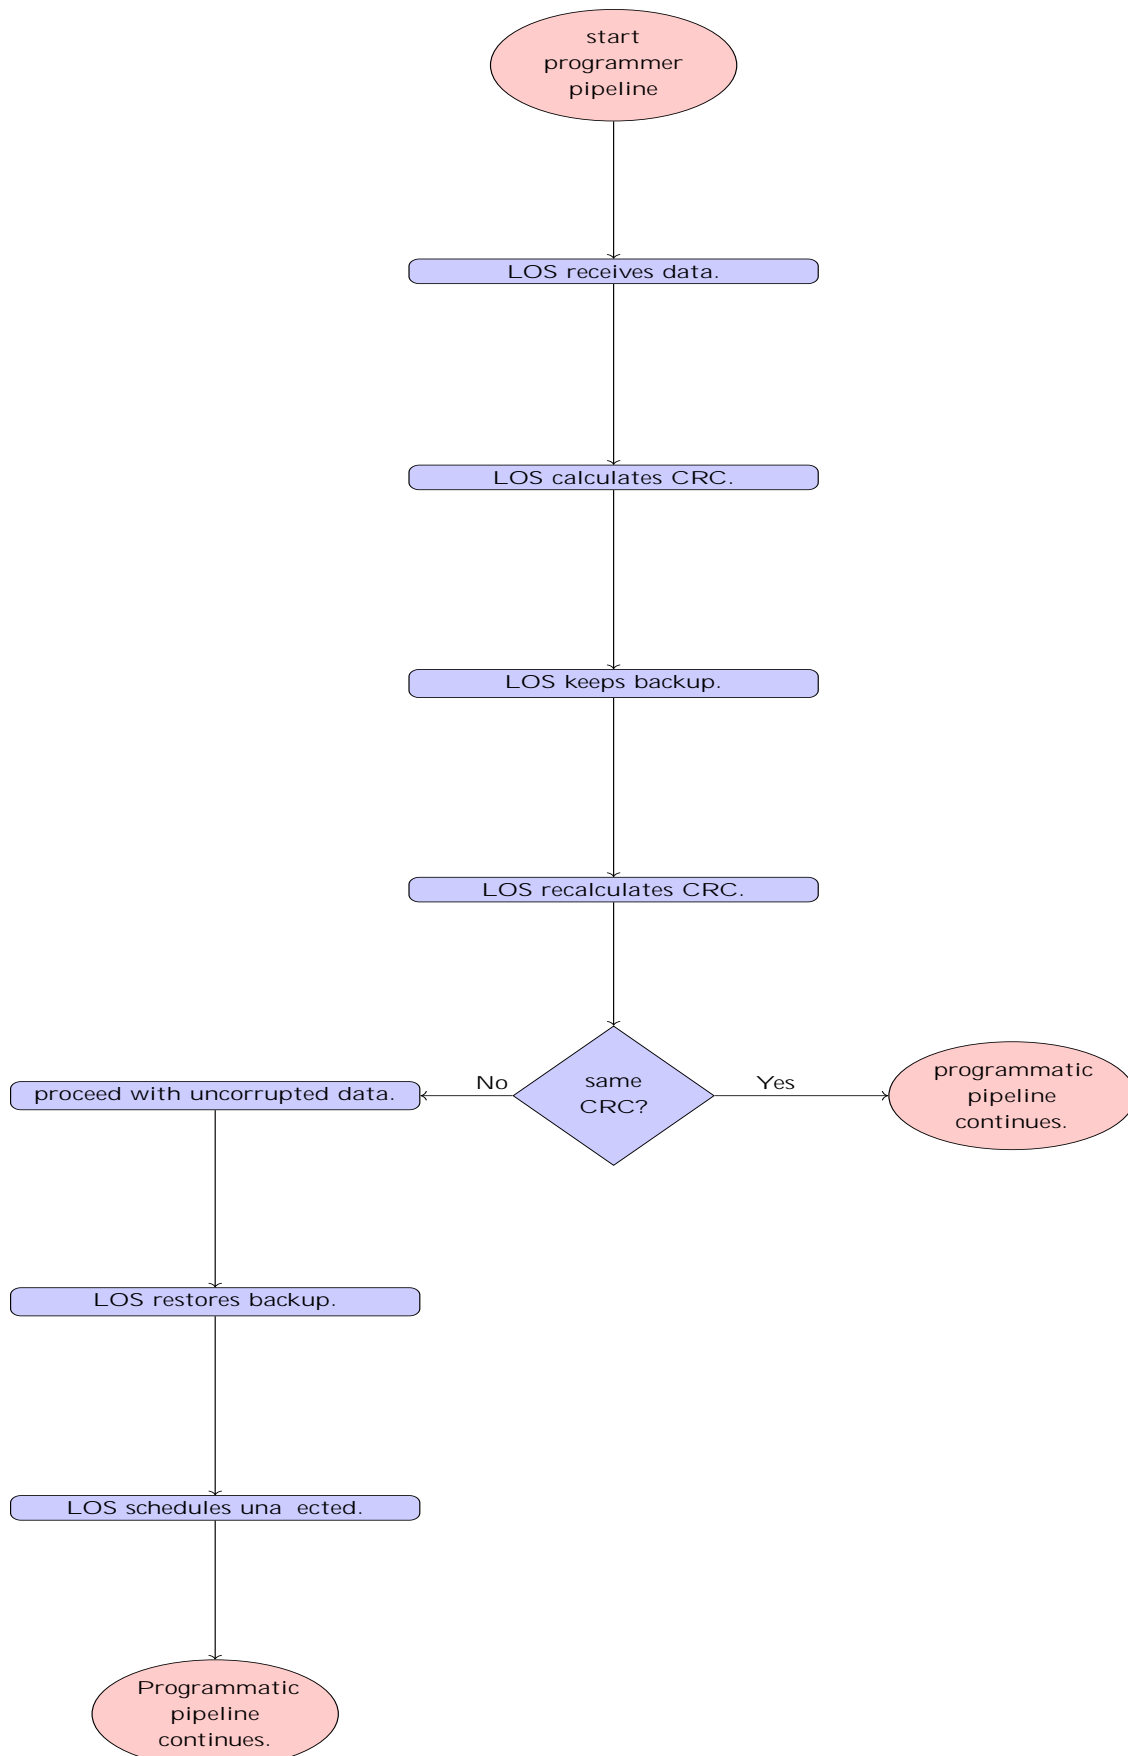 start
programmer
pipeline
LOS receives data.
LOS calculates CRC.
LOS keeps backup.
LOS recalculates CRC.
same
CRC?
No
Yes
proceed with uncorrupted data.
programmatic
pipeline
continues.
LOS restores backup.
LOS schedules una ected.
Programmatic
pipeline
continues.